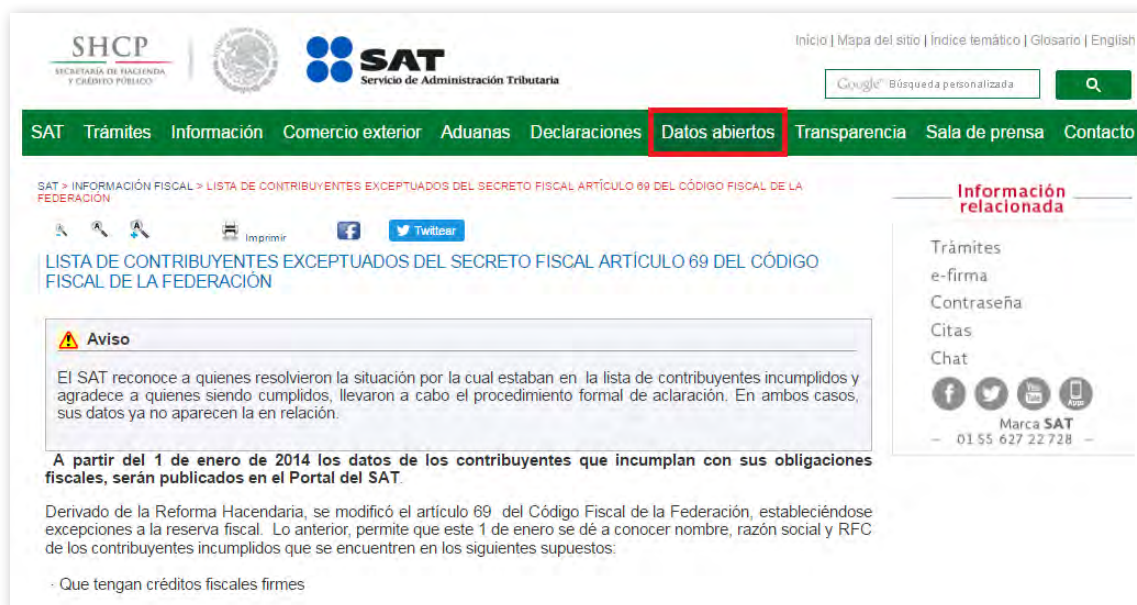 SHCP
SECRETARÍA DE HACIENDA
Y CRÉDITO PÚBLICO
SAT
Servicio de Administración Tributaria
Inicio | Mapa del sitio | Índice temático | Glosario | English
Google™ Búsqueda personalizada
SAT Trámites Información Comercio exterior Aduanas Declaraciones Datos abiertos Transparencia Sala de prensa Contacto
SAT > INFORMACIÓN FISCAL > LISTA DE CONTRIBUYENTES EXCEPTUADOS DEL SECRETO FISCAL ARTÍCULO 69 DEL CÓDIGO FISCAL DE LA
FEDERACIÓN
Imprimir
Twittear
LISTA DE CONTRIBUYENTES EXCEPTUADOS DEL SECRETO FISCAL ARTÍCULO 69 DEL CÓDIGO
FISCAL DE LA FEDERACIÓN
Aviso
El SAT reconoce a quienes resolvieron la situación por la cual estaban en la lista de contribuyentes incumplidos y
agradece a quienes siendo cumplidos, llevaron a cabo el procedimiento formal de aclaración. En ambos casos,
sus datos ya no aparecen la en relación.
A partir del 1 de enero de 2014 los datos de los contribuyentes que incumplan con sus obligaciones
fiscales, serán publicados en el Portal del SAT.
Derivado de la Reforma Hacendaria, se modificó el artículo 69 del Código Fiscal de la Federación, estableciéndose
excepciones a la reserva fiscal. Lo anterior, permite que este 1 de enero se dé a conocer nombre, razón social y RFC
de los contribuyentes incumplidos que se encuentren en los siguientes supuestos:
· Que tengan créditos fiscales firmes
Información
relacionada
Trámites
e-firma
Contraseña
Citas
Chat
Marca SAT
– 01 55 627 22 728 –